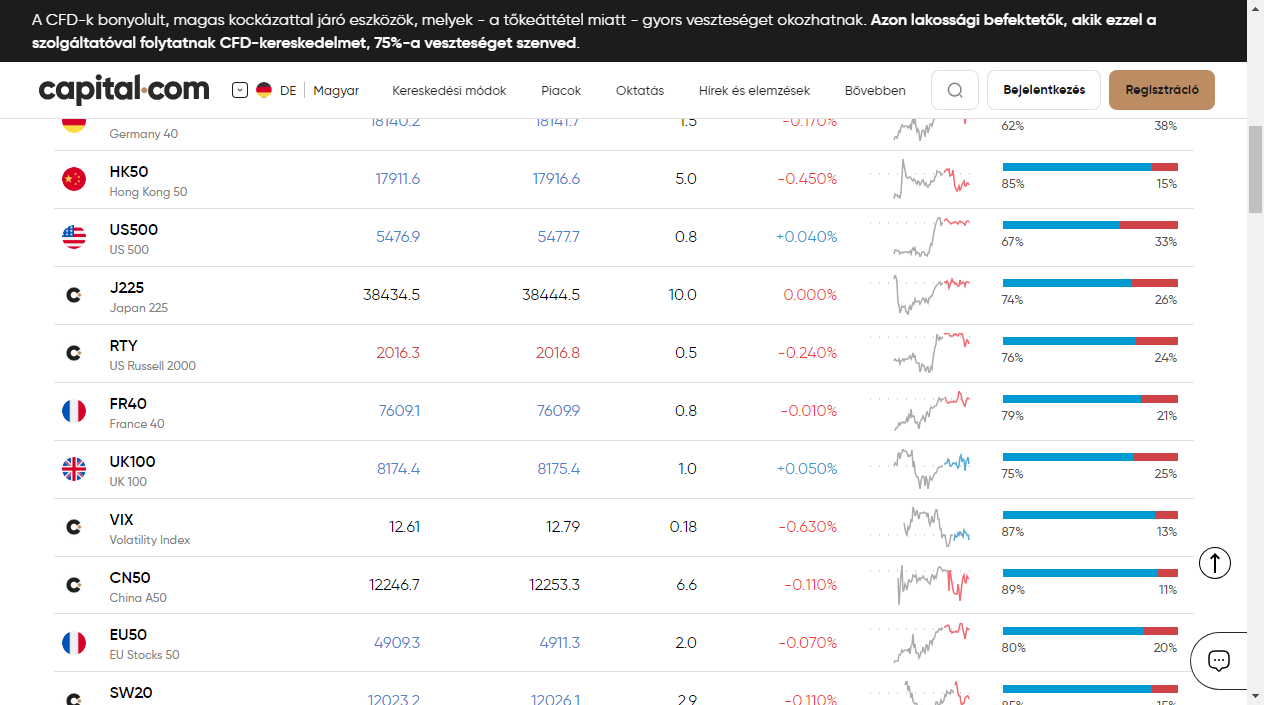 A CFD-k bonyolult, magas kockázattal járó eszközök, melyek - a tőkeáttétel miatt - gyors veszteséget okozhatnak. Azon lakossági befektetők, akik ezzel a
szolgáltatóval folytatnak CFD-kereskedelmet, 75%-a veszteséget szenved.
capital.com DE Magyar Kereskedési módok Piacok Oktatás Hírek és elemzések Bővebben Bejelentkezés Regisztráció
18140.2 18141.7 1.5 -0.170%
Germany 40 62% 38%
HK50 17911.6 17916.6 5.0 -0.450%
Hong Kong 50 85% 15%
US500 5476.9 5477.7 0.8 +0.040%
US 500 67% 33%
J225 38434.5 38444.5 10.0 0.000%
Japan 225 74% 26%
RTY 2016.3 2016.8 0.5 -0.240%
US Russell 2000 76% 24%
FR40 7609.1 7609.9 0.8 -0.010%
France 40 79% 21%
UK100 8174.4 8175.4 1.0 +0.050%
UK 100 75% 25%
VIX 12.61 12.79 0.18 -0.630%
Volatility Index 87% 13%
CN50 12246.7 12253.3 6.6 -0.110%
China A50 89% 11%
EU50 4909.3 4911.3 2.0 -0.070%
EU Stocks 50 80% 20%
SW20 12023.2 12026.1 2.9 -0.110%
85% 15%